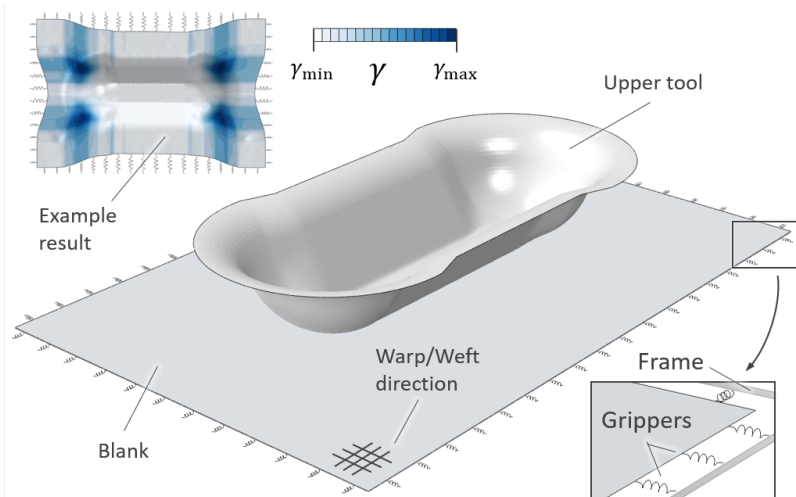 γmin γ γmax
Upper tool
Example
result
Warp/Weft
direction
Frame
Blank
Grippers